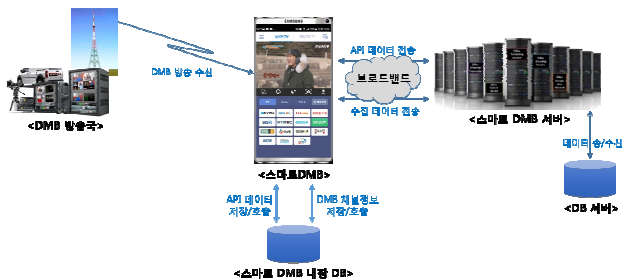 SAMSUNG
DMB 방송 수신
API 데이터 전송
브로드밴드
수집 데이터 전송
<DMB 방송국>
<스마트 DMB 서버>
데이터 송/수신
<스마트DMB>
API 데이터
저장/호출
DMB 채널정보
저장/호출
<DB 서버>
<스마트 DMB 내장 DB>